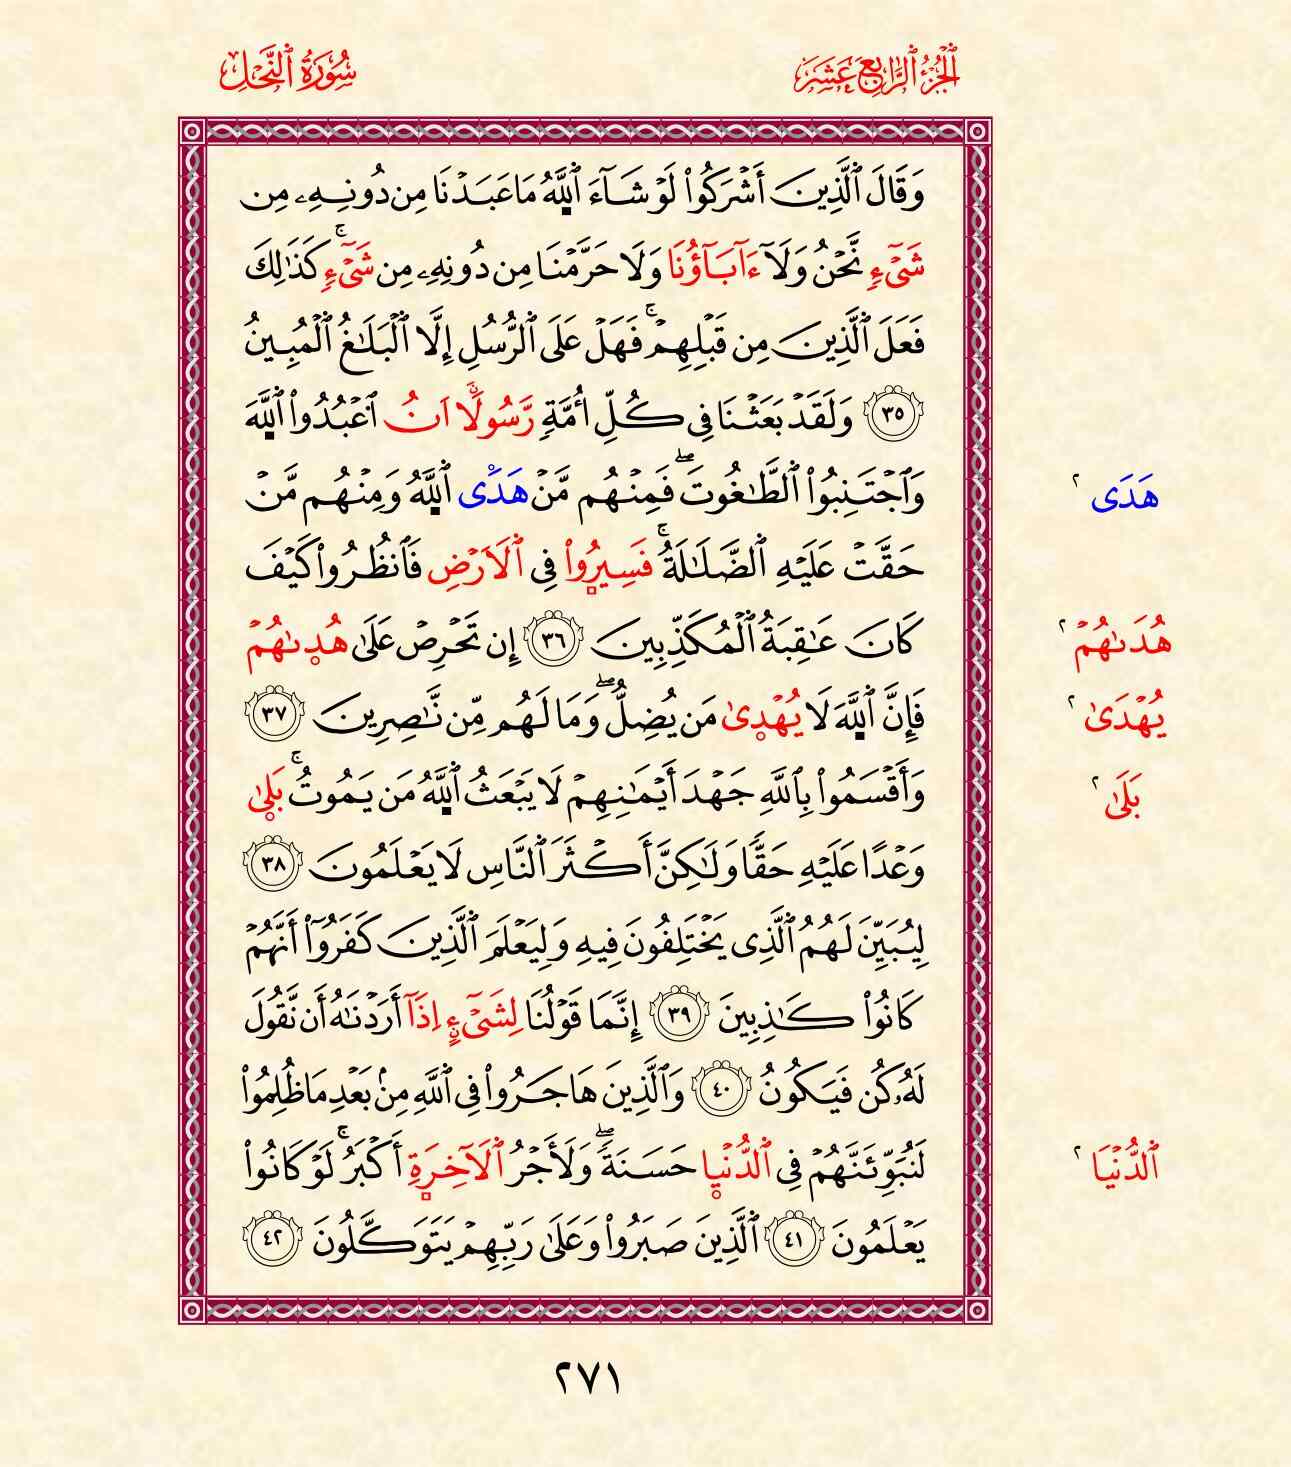 ٱلْجُزْءُ ٱلرَّابِعَ عَشَرَ
سُورَةُ ٱلنَّحْلِ
وَقَالَ ٱلَّذِينَ أَشْرَكُوا۟ لَوْ شَآءَ ٱللَّهُ مَا عَبَدْنَا مِن دُونِهِۦ مِن
شَىْءٍ نَّحْنُ وَلَآ ءَابَآؤُنَا وَلَا حَرَّمْنَا مِن دُونِهِۦ مِن شَىْءٍۚ كَذَٰلِكَ
فَعَلَ ٱلَّذِينَ مِن قَبْلِهِمْۚ فَهَلْ عَلَى ٱلرُّسُلِ إِلَّا ٱلْبَلَٰغُ ٱلْمُبِينُ
٣٥ وَلَقَدْ بَعَثْنَا فِى كُلِّ أُمَّةٍ رَّسُولًا اَنُ ٱعْبُدُوا۟ ٱللَّهَ
وَٱجْتَنِبُوا۟ ٱلطَّٰغُوتَۖ فَمِنْهُم مَّنْ هَدَى ٱللَّهُ وَمِنْهُم مَّنْ
هَدَى ٢
حَقَّتْ عَلَيْهِ ٱلضَّلَٰلَةُۚ فَسِيرُوا۟ فِى ٱلَارْضِ فَٱنظُرُوا۟ كَيْفَ
كَانَ عَٰقِبَةُ ٱلْمُكَذِّبِينَ ٣٦ إِن تَحْرِصْ عَلَىٰ هُدٜىٰهُمْ
هُدَىٰهُمْ ٢
فَإِنَّ ٱللَّهَ لَا يُهْدٜىٰ مَن يُضِلُّۖ وَمَا لَهُم مِّن نَّٰصِرِينَ ٣٧
يُهْدَىٰ ٢
وَأَقْسَمُوا۟ بِٱللَّهِ جَهْدَ أَيْمَٰنِهِمْ لَا يَبْعَثُ ٱللَّهُ مَن يَمُوتُۚ بَلٜىٰ
بَلَىٰ ٢
وَعْدًا عَلَيْهِ حَقًّا وَلَٰكِنَّ أَكْثَرَ ٱلنَّاسِ لَا يَعْلَمُونَ ٣٨
لِيُبَيِّنَ لَهُمُ ٱلَّذِى يَخْتَلِفُونَ فِيهِ وَلِيَعْلَمَ ٱلَّذِينَ كَفَرُوٓا۟ أَنَّهُمْ
كَانُوا۟ كَٰذِبِينَ ٣٩ إِنَّمَا قَوْلُنَا لِشَىْءٍ اِذَآ أَرَدْنَٰهُ أَن نَّقُولَ
لَهُۥ كُن فَيَكُونُ ٤٠ وَٱلَّذِينَ هَاجَرُوا۟ فِى ٱللَّهِ مِنۢ بَعْدِ مَا ظُلِمُوا۟
لَنُبَوِّئَنَّهُمْ فِى ٱلدُّنْيٜا حَسَنَةًۖ وَلَأَجْرُ ٱلَاخِرَةِ أَكْبَرُۚ لَوْ كَانُوا۟
ٱلدُّنْيَا ٢
يَعْلَمُونَ ٤١ ٱلَّذِينَ صَبَرُوا۟ وَعَلَىٰ رَبِّهِمْ يَتَوَكَّلُونَ ٤٢
٢٧١